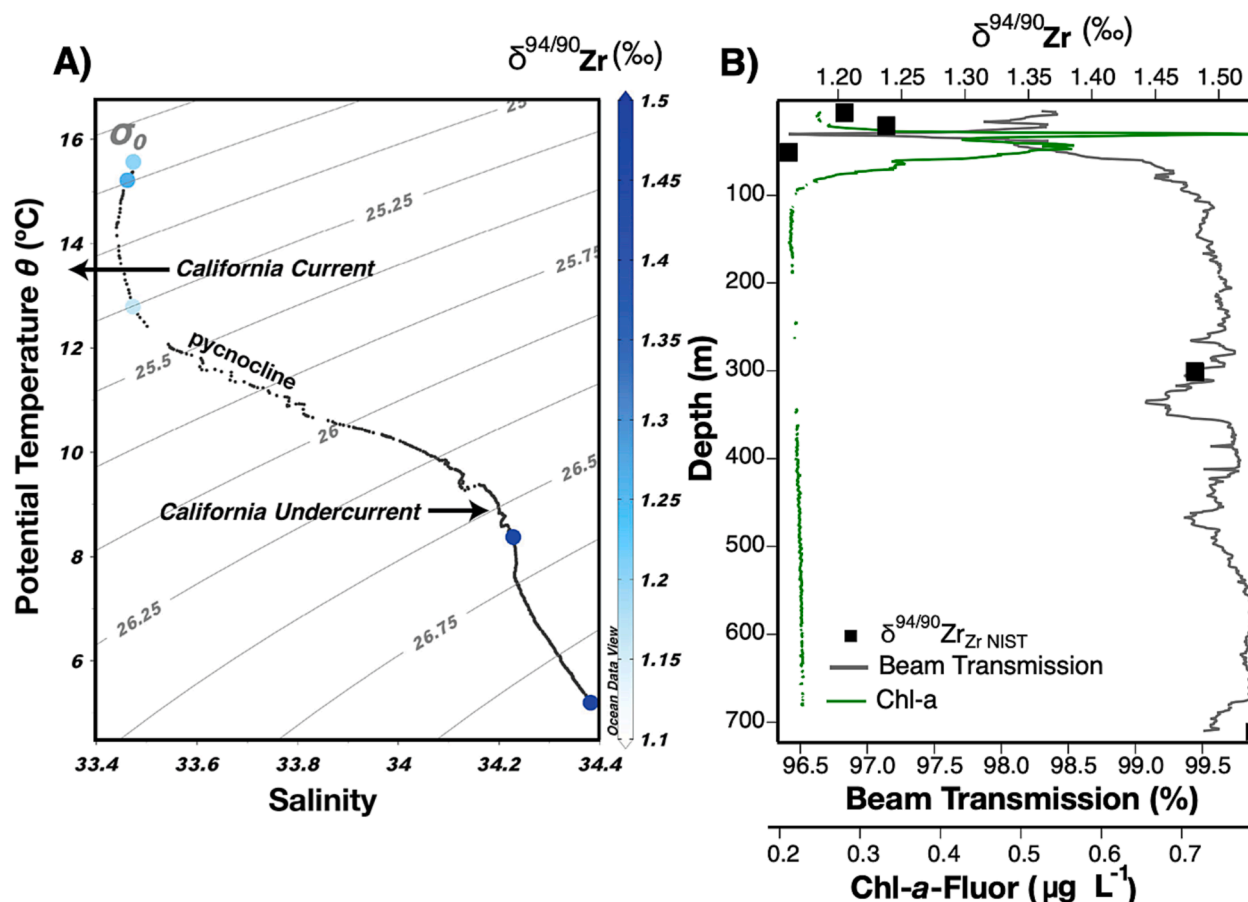 A)
δ94/90Zr (‰)
σ0
25
25.25
25.5
25.75
26
26.25
26.5
26.75
California Current
pycnocline
California Undercurrent
Ocean Data View
Potential Temperature θ (ºC)
16
14
12
10
8
6
33.4 33.6 33.8 34 34.2 34.4
Salinity
1.5
1.45
1.4
1.35
1.3
1.25
1.2
1.15
1.1
B)
δ94/90Zr (‰)
1.20 1.25 1.30 1.35 1.40 1.45 1.50
Depth (m)
100
200
300
400
500
600
700
δ94/90Zr Zr NIST
Beam Transmission
Chl-a
96.5 97.0 97.5 98.0 98.5 99.0 99.5
Beam Transmission (%)
0.2 0.3 0.4 0.5 0.6 0.7
Chl-a-Fluor (µg L-1)